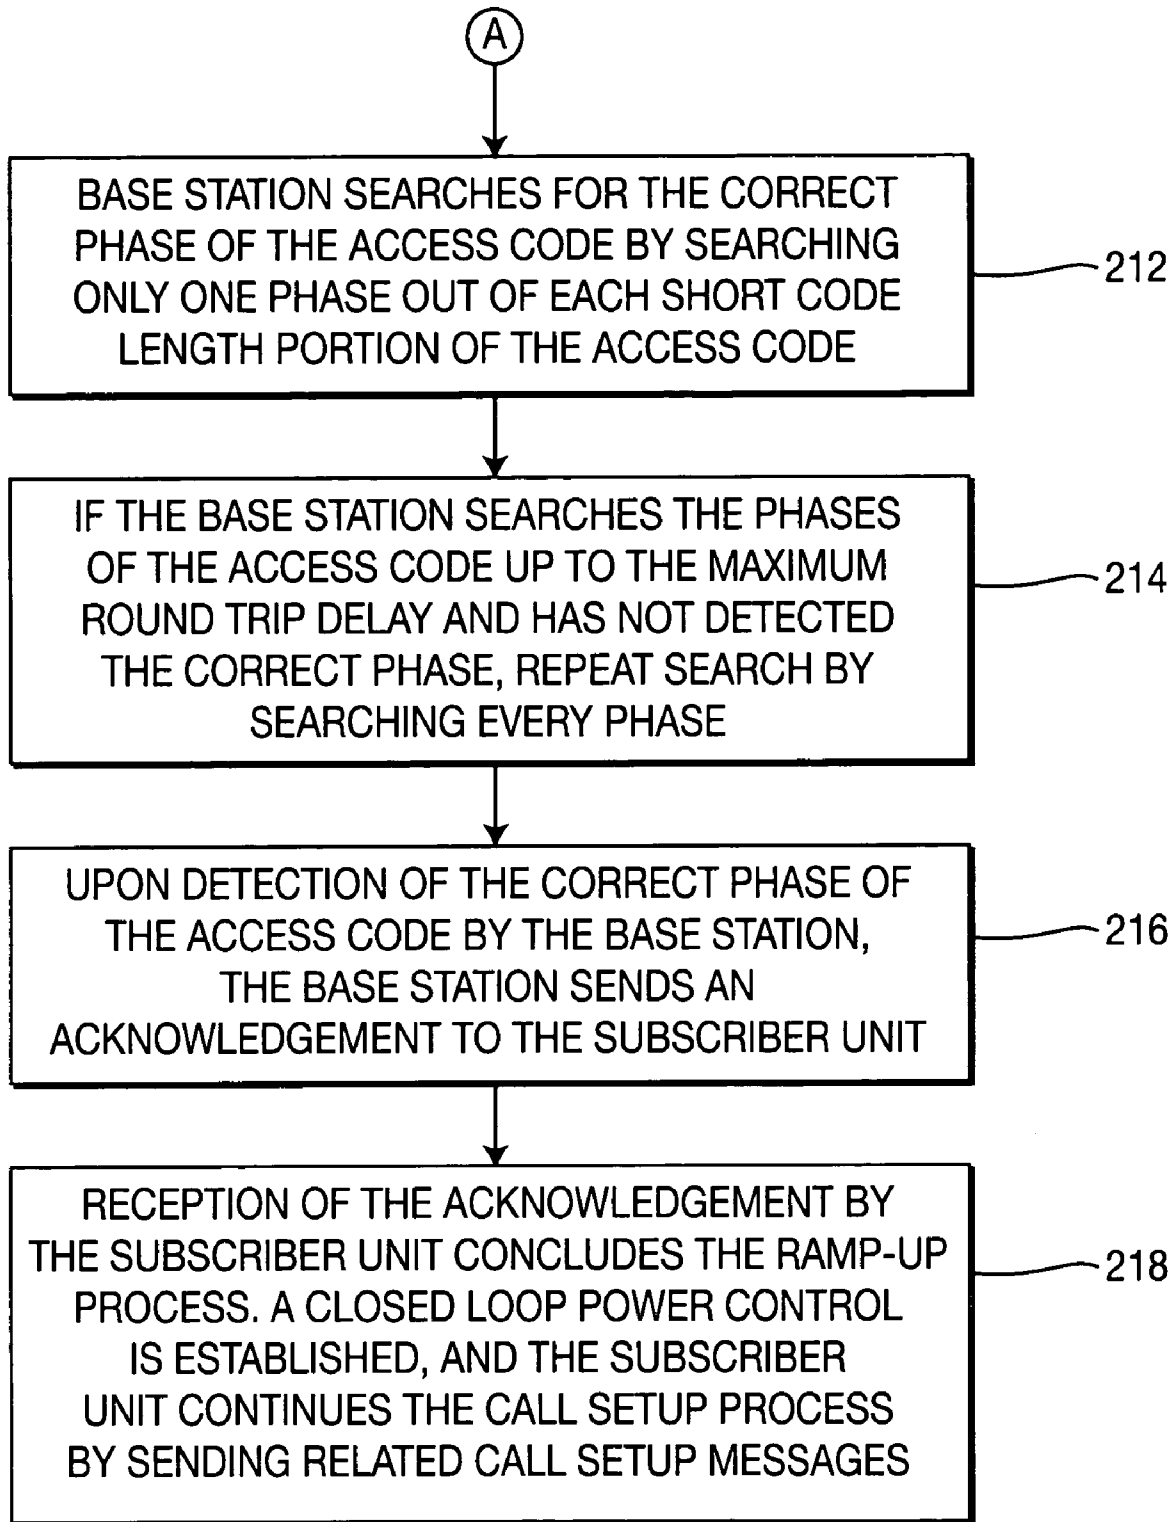 A
BASE STATION SEARCHES FOR THE CORRECT
PHASE OF THE ACCESS CODE BY SEARCHING
ONLY ONE PHASE OUT OF EACH SHORT CODE
LENGTH PORTION OF THE ACCESS CODE
212
IF THE BASE STATION SEARCHES THE PHASES
OF THE ACCESS CODE UP TO THE MAXIMUM
ROUND TRIP DELAY AND HAS NOT DETECTED
THE CORRECT PHASE, REPEAT SEARCH BY
SEARCHING EVERY PHASE
214
UPON DETECTION OF THE CORRECT PHASE OF
THE ACCESS CODE BY THE BASE STATION,
THE BASE STATION SENDS AN
ACKNOWLEDGEMENT TO THE SUBSCRIBER UNIT
216
RECEPTION OF THE ACKNOWLEDGEMENT BY
THE SUBSCRIBER UNIT CONCLUDES THE RAMP-UP
PROCESS. A CLOSED LOOP POWER CONTROL
IS ESTABLISHED, AND THE SUBSCRIBER
UNIT CONTINUES THE CALL SETUP PROCESS
BY SENDING RELATED CALL SETUP MESSAGES
218